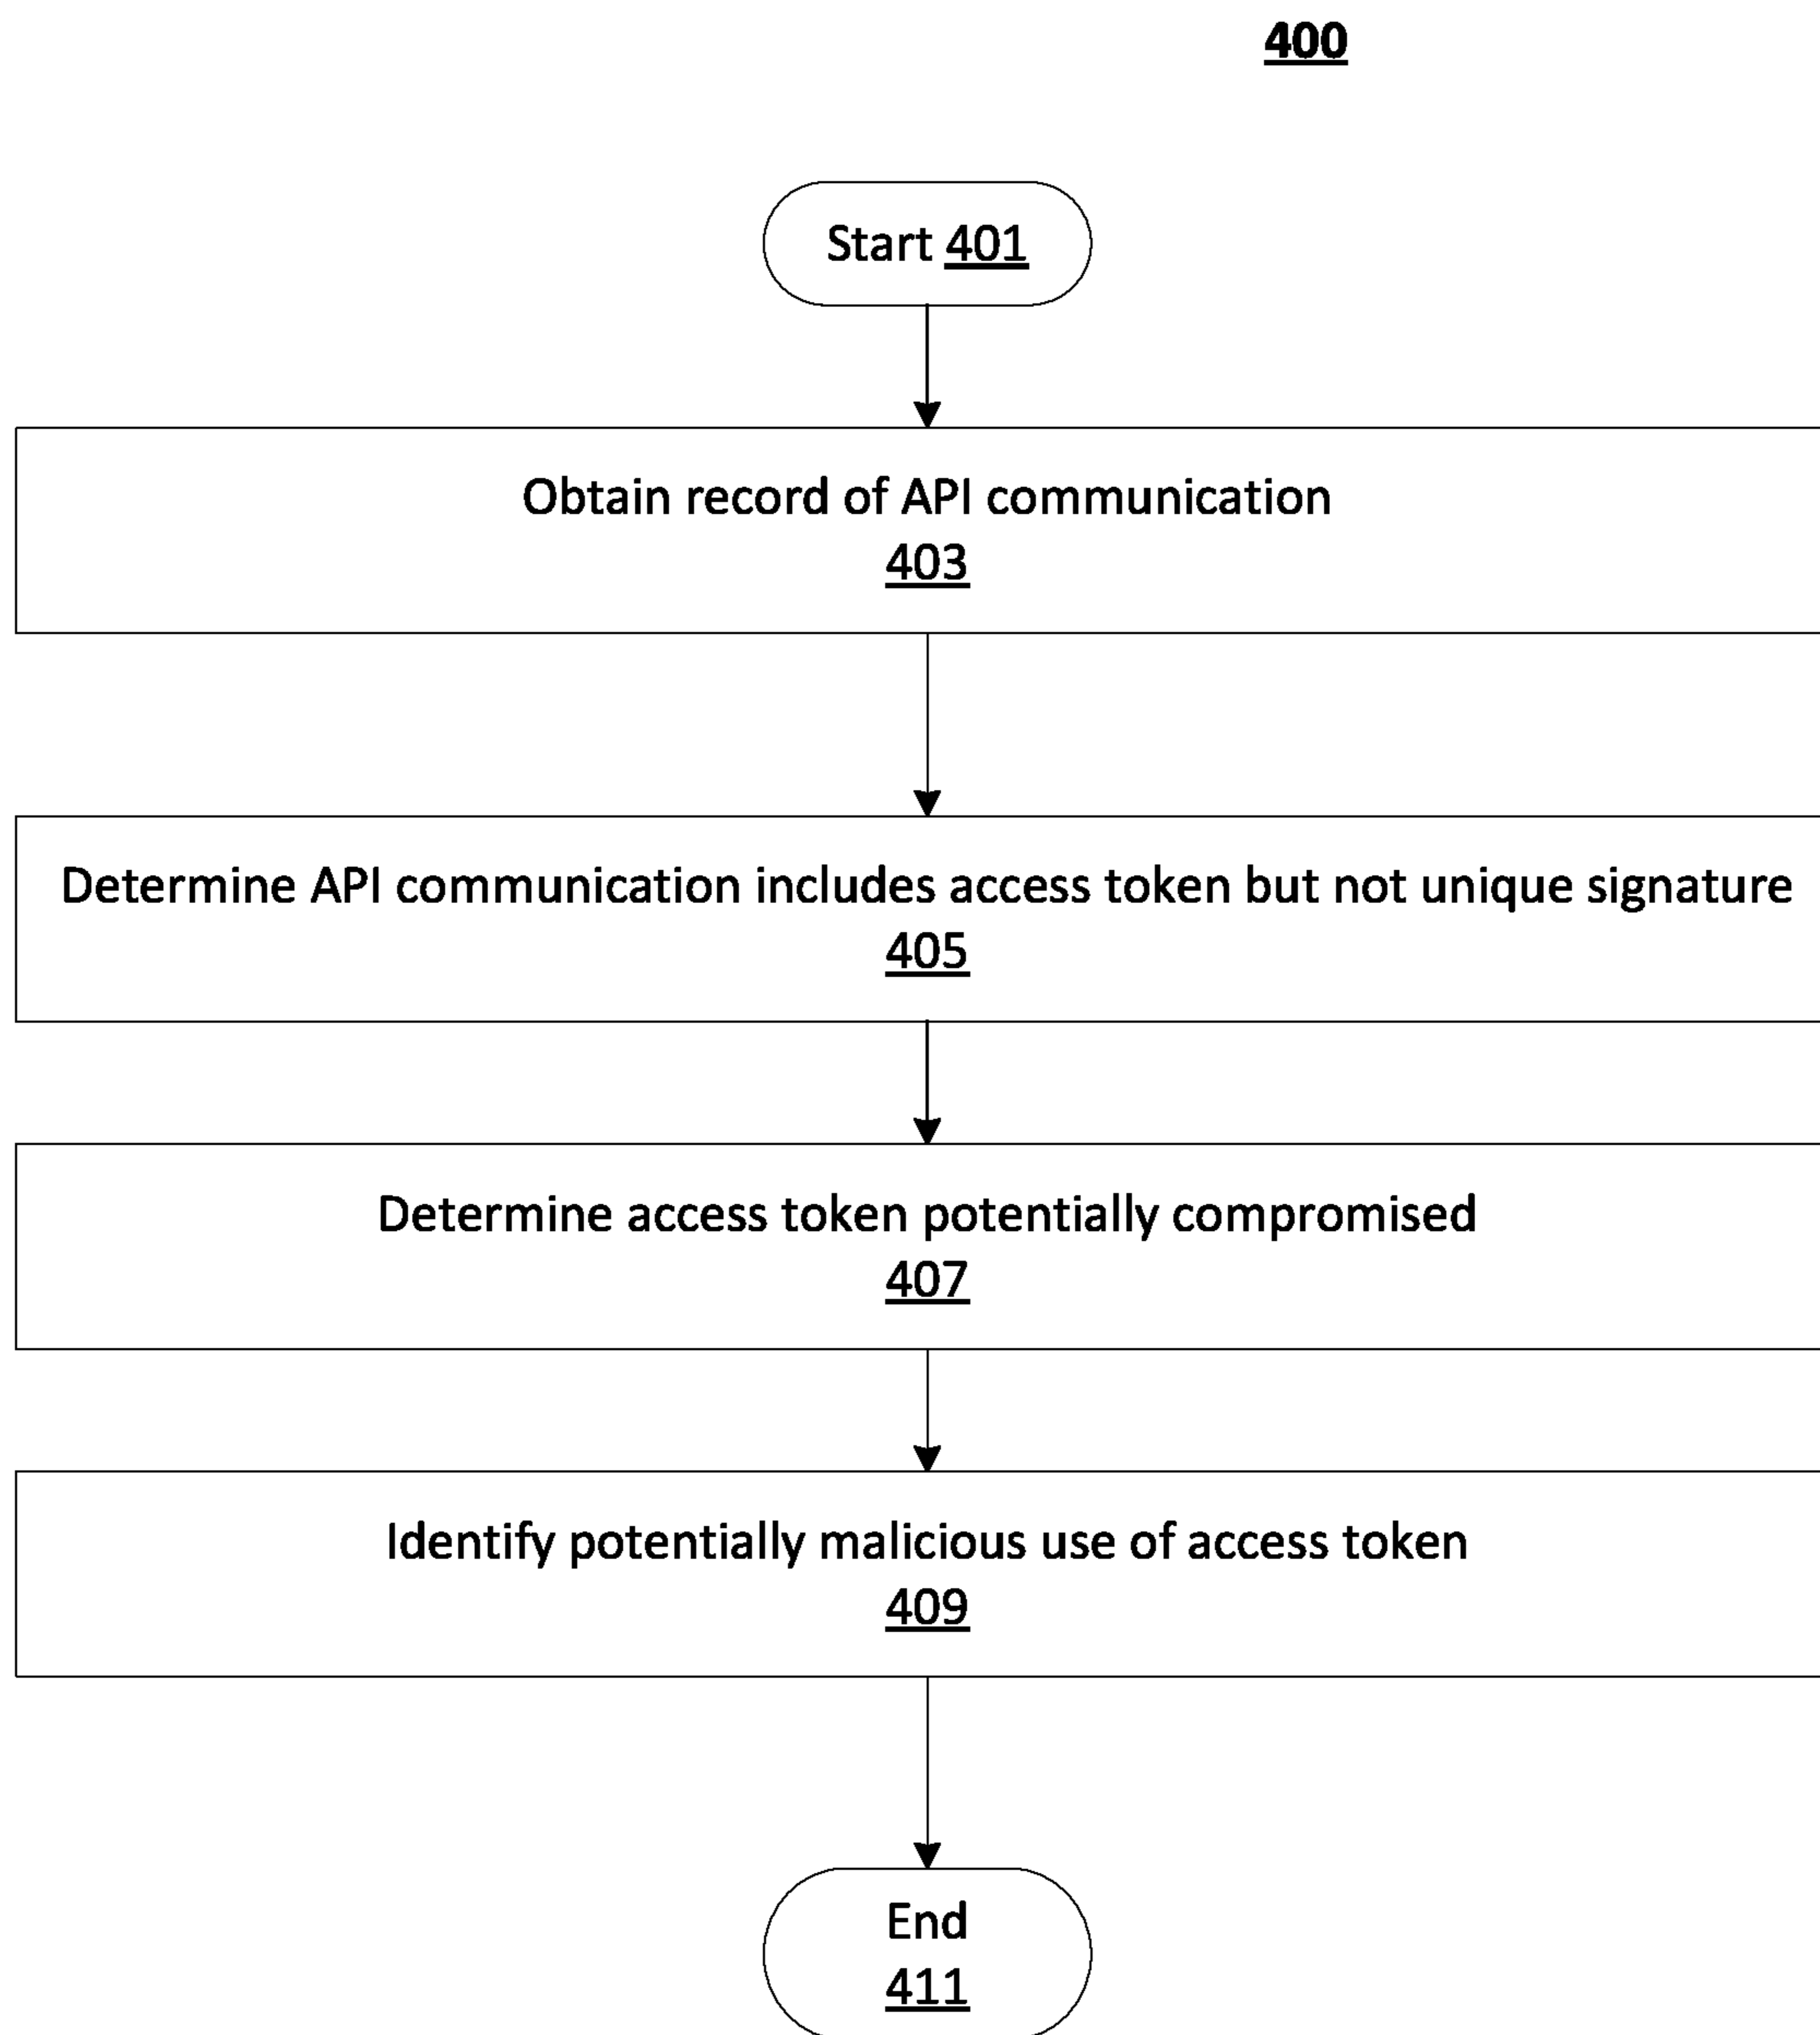 400
Start 401
Obtain record of API communication
403
Determine API communication includes access token but not unique signature
405
Determine access token potentially compromised
407
Identify potentially malicious use of access token
409
End
411